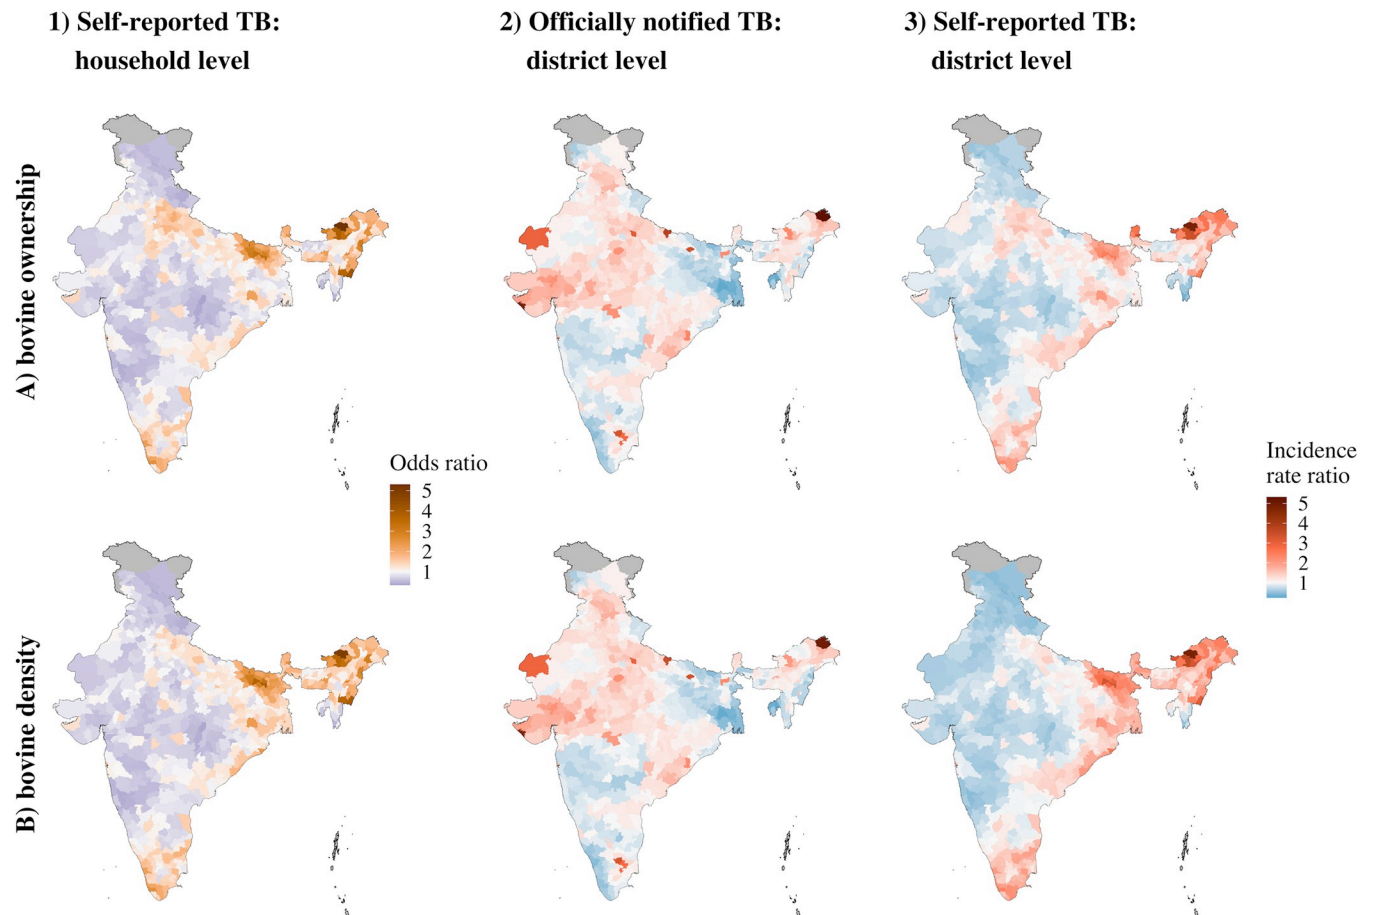 1) Self-reported TB:
household level
2) Officially notified TB:
district level
3) Self-reported TB:
district level
A) bovine ownership
Odds ratio
5
4
3
2
1
Incidence
rate ratio
5
4
3
2
1
B) bovine density